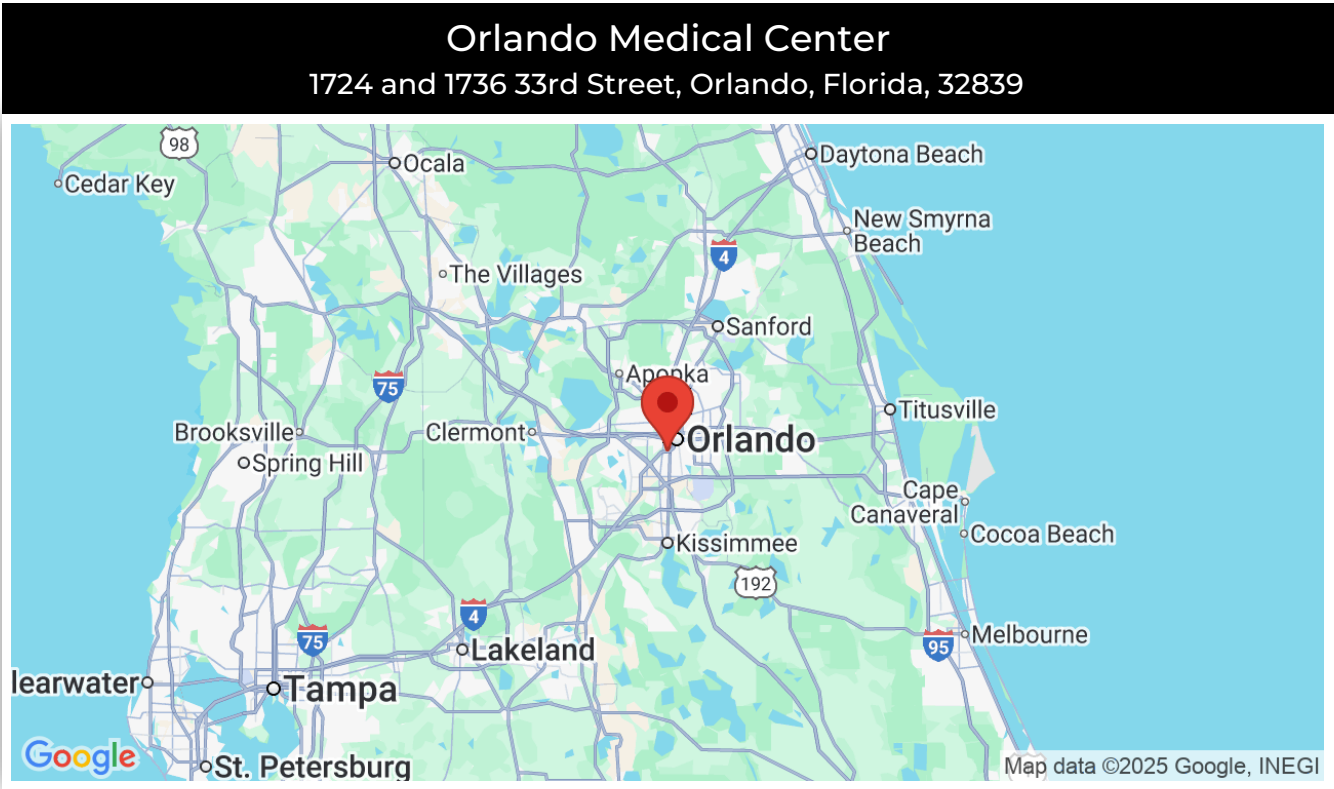 Orlando Medical Center
1724 and 1736 33rd Street, Orlando, Florida, 32839
98
Ocala
Daytona Beach
Cedar Key
New Smyrna
Beach
4
The Villages
Sanford
Apopka
75
Titusville
Brooksville
Clermont
Orlando
Spring Hill
Cape
Canaveral
Cocoa Beach
Kissimmee
192
4
75
Melbourne
95
Lakeland
learwater
Tampa
Google
St. Petersburg
Map data ©2025 Google, INEGI